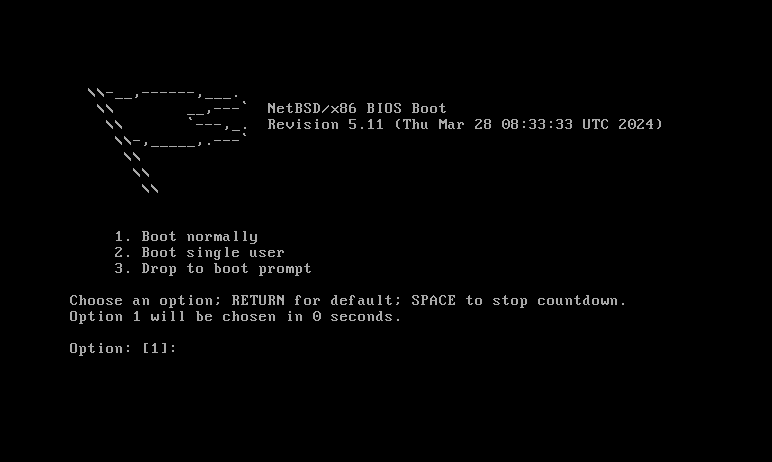 \\-__,------,___.
\\        __,---`  NetBSD/x86 BIOS Boot
\\       `---,_.  Revision 5.11 (Thu Mar 28 08:33:33 UTC 2024)
\\-,_____,.---`
\\
\\
\\
1. Boot normally
2. Boot single user
3. Drop to boot prompt
Choose an option; RETURN for default; SPACE to stop countdown.
Option 1 will be chosen in 0 seconds.
Option: [1]: